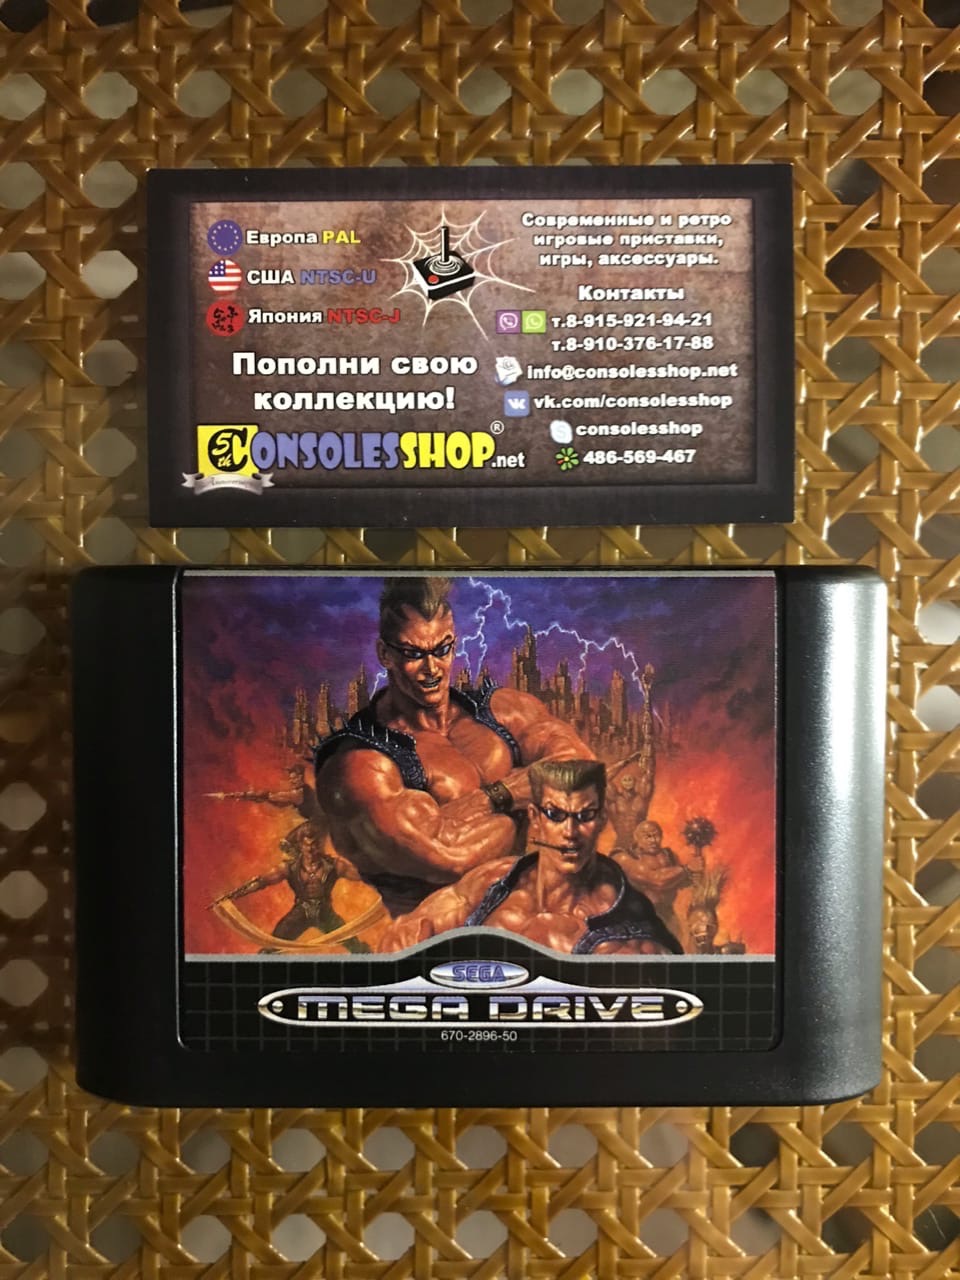 Европа PAL
США NTSC-U
Япония NTSC-J
Пополни свою
коллекцию!
5th
Anniversary
CONSOLESSHOP.net
®
Современные и ретро
игровые приставки,
игры, аксессуары.
Контакты
т.8-915-921-94-21
т.8-910-376-17-88
info@consolesshop.net
vk.com/consolesshop
consolesshop
486-569-467
SEGA
MEGA DRIVE
670-2896-50